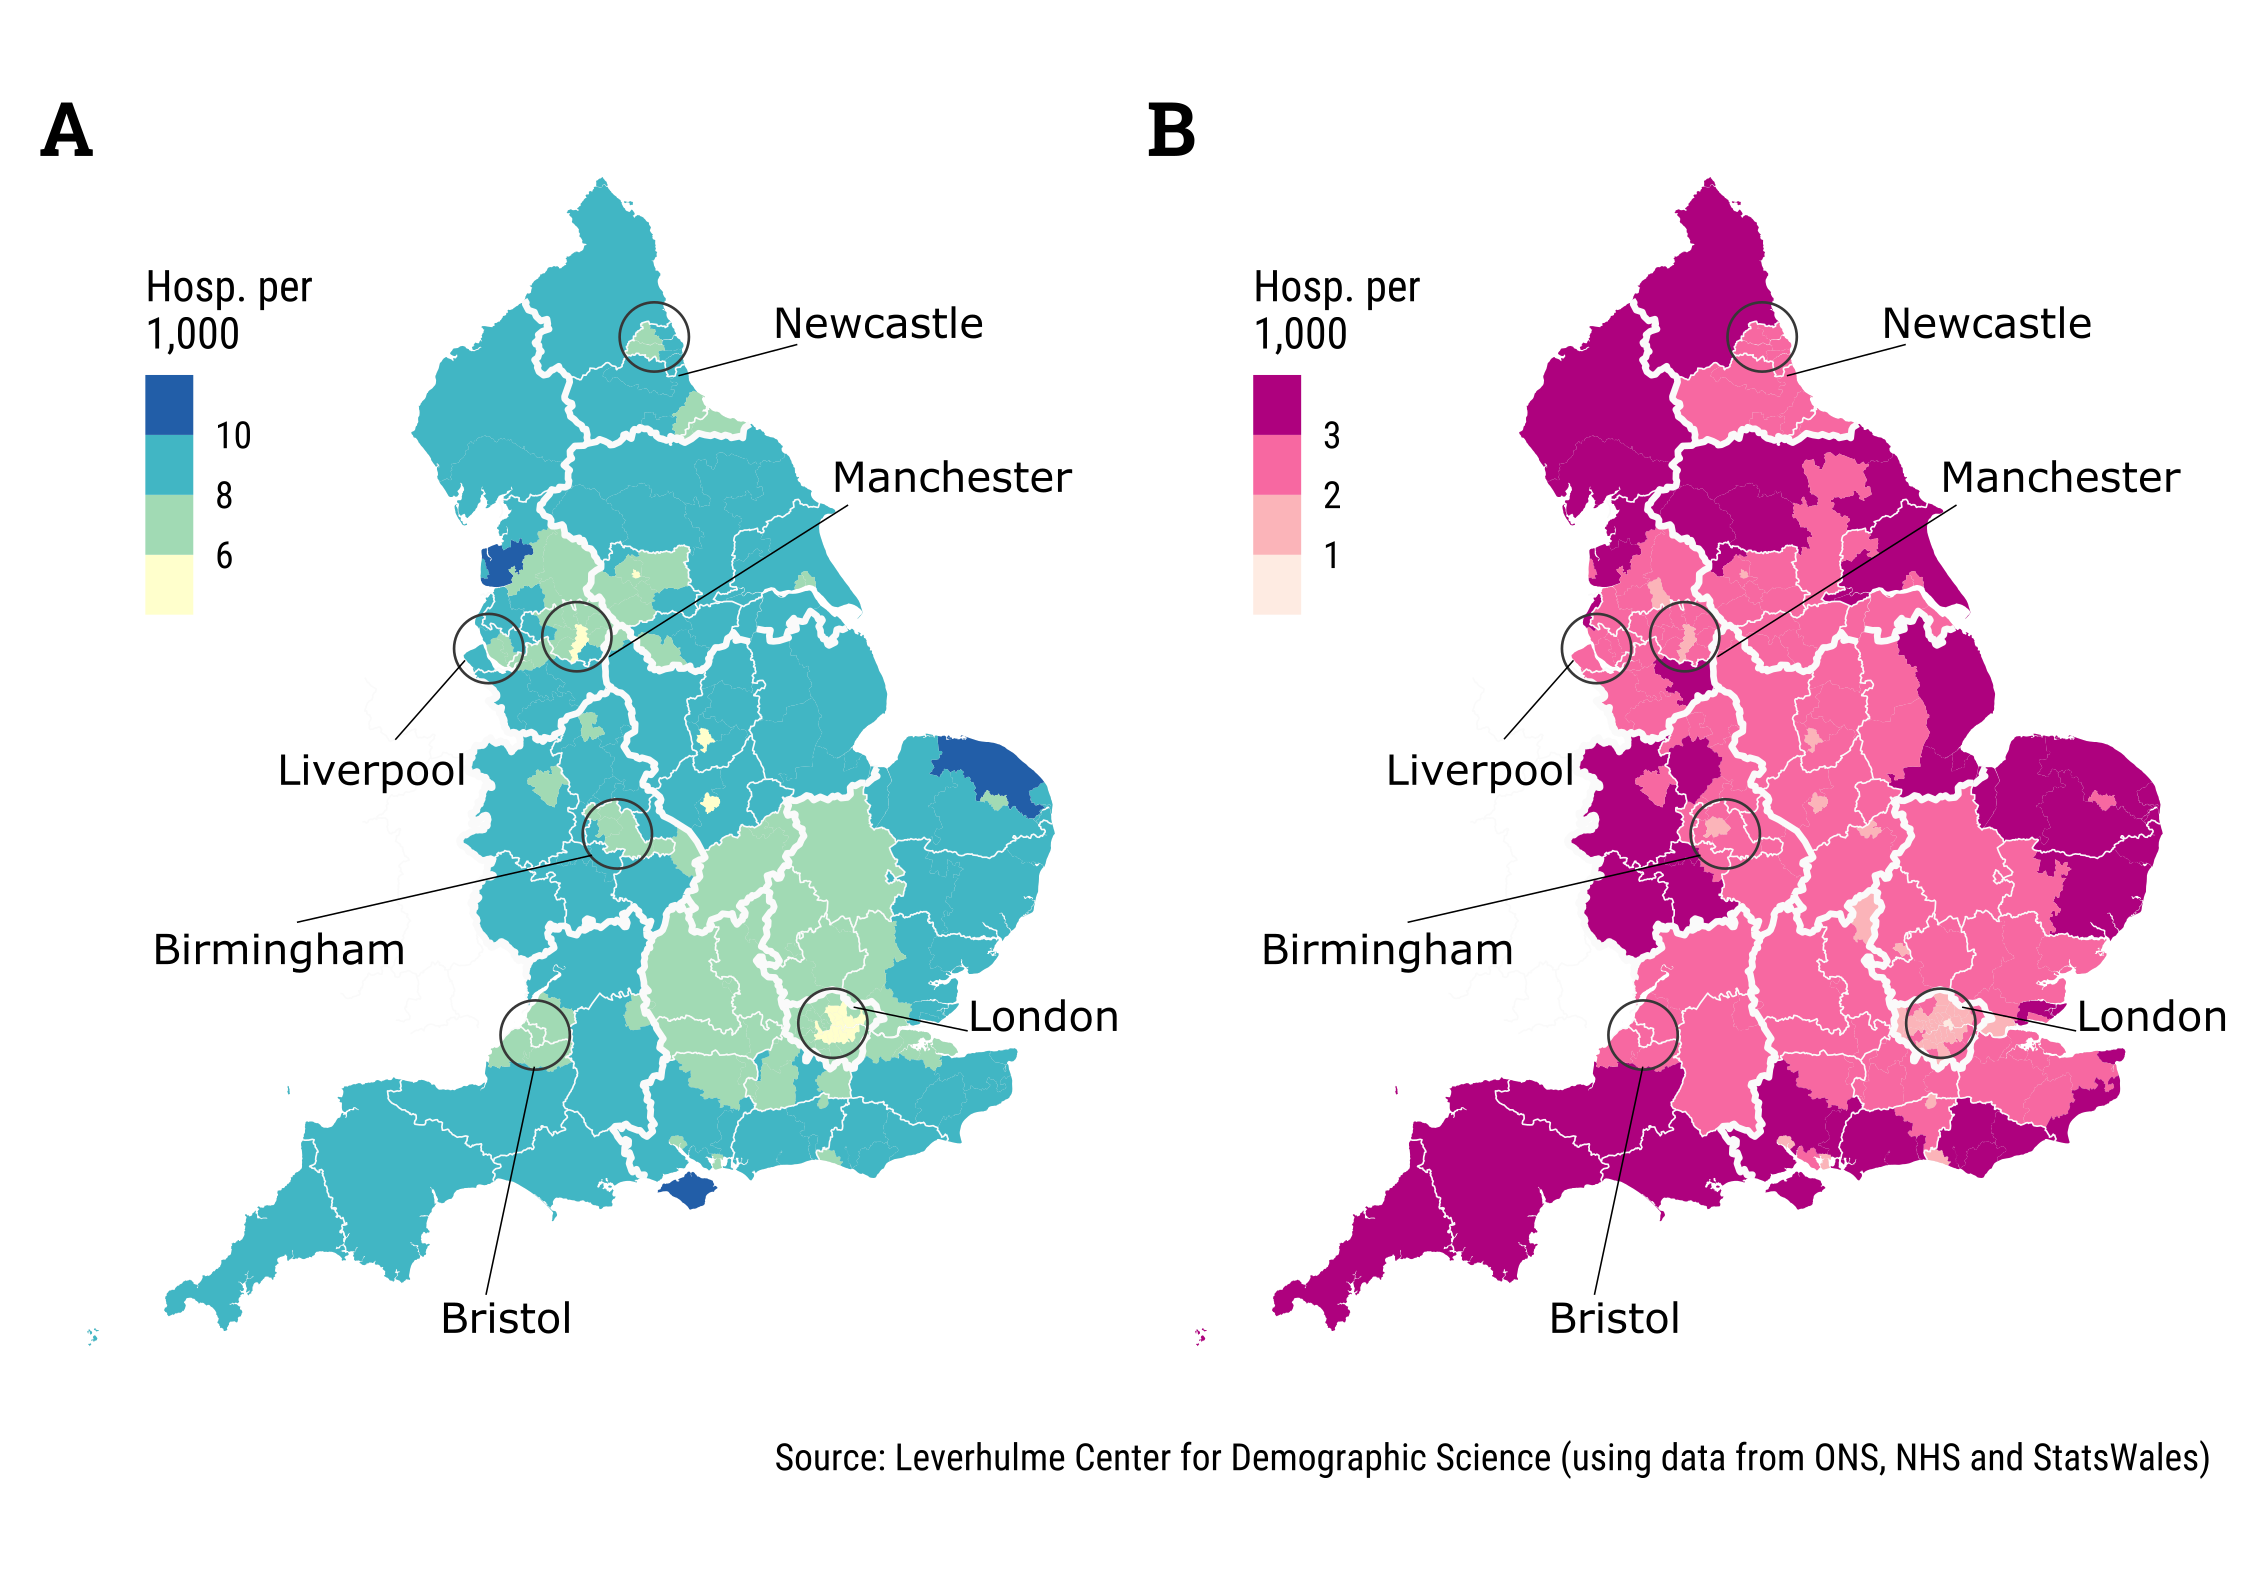 A
Hosp. per
1,000
10
8
6
Newcastle
Manchester
Liverpool
Birmingham
London
Bristol
B
Hosp. per
1,000
3
2
1
Newcastle
Manchester
Liverpool
Birmingham
London
Bristol
Source: Leverhulme Center for Demographic Science (using data from ONS, NHS and StatsWales)